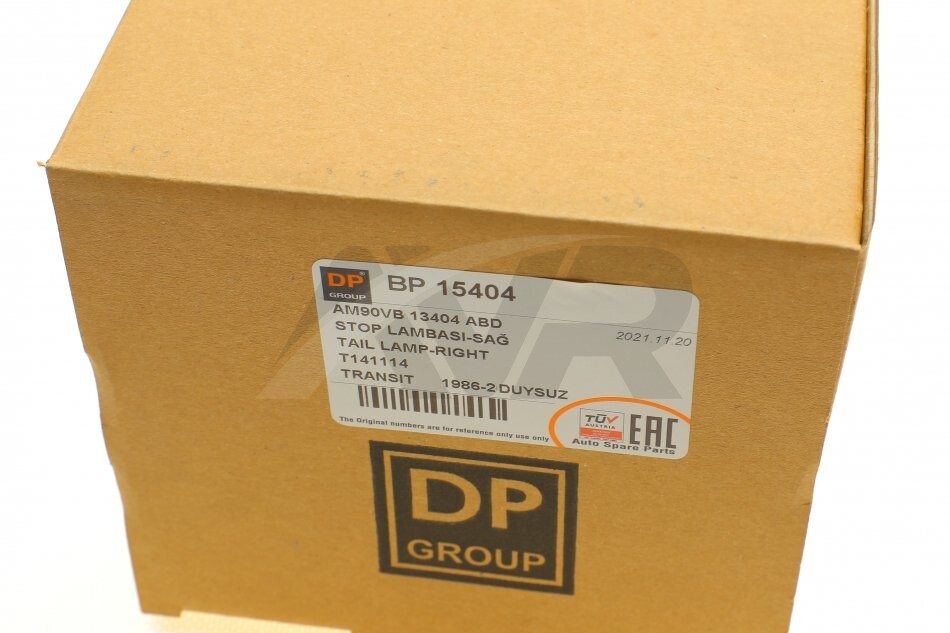 DP GROUP
BP 15404
AM90VB 13404 ABD
2021.11.20
STOP LAMBASI-SAĞ
TAIL LAMP-RIGHT
T141114
TRANSIT 1986-2 DUYSUZ
The Original numbers are for reference only use only
TÜV
AUSTRIA
EAC
Auto Spare Parts
DP
GROUP
AVR